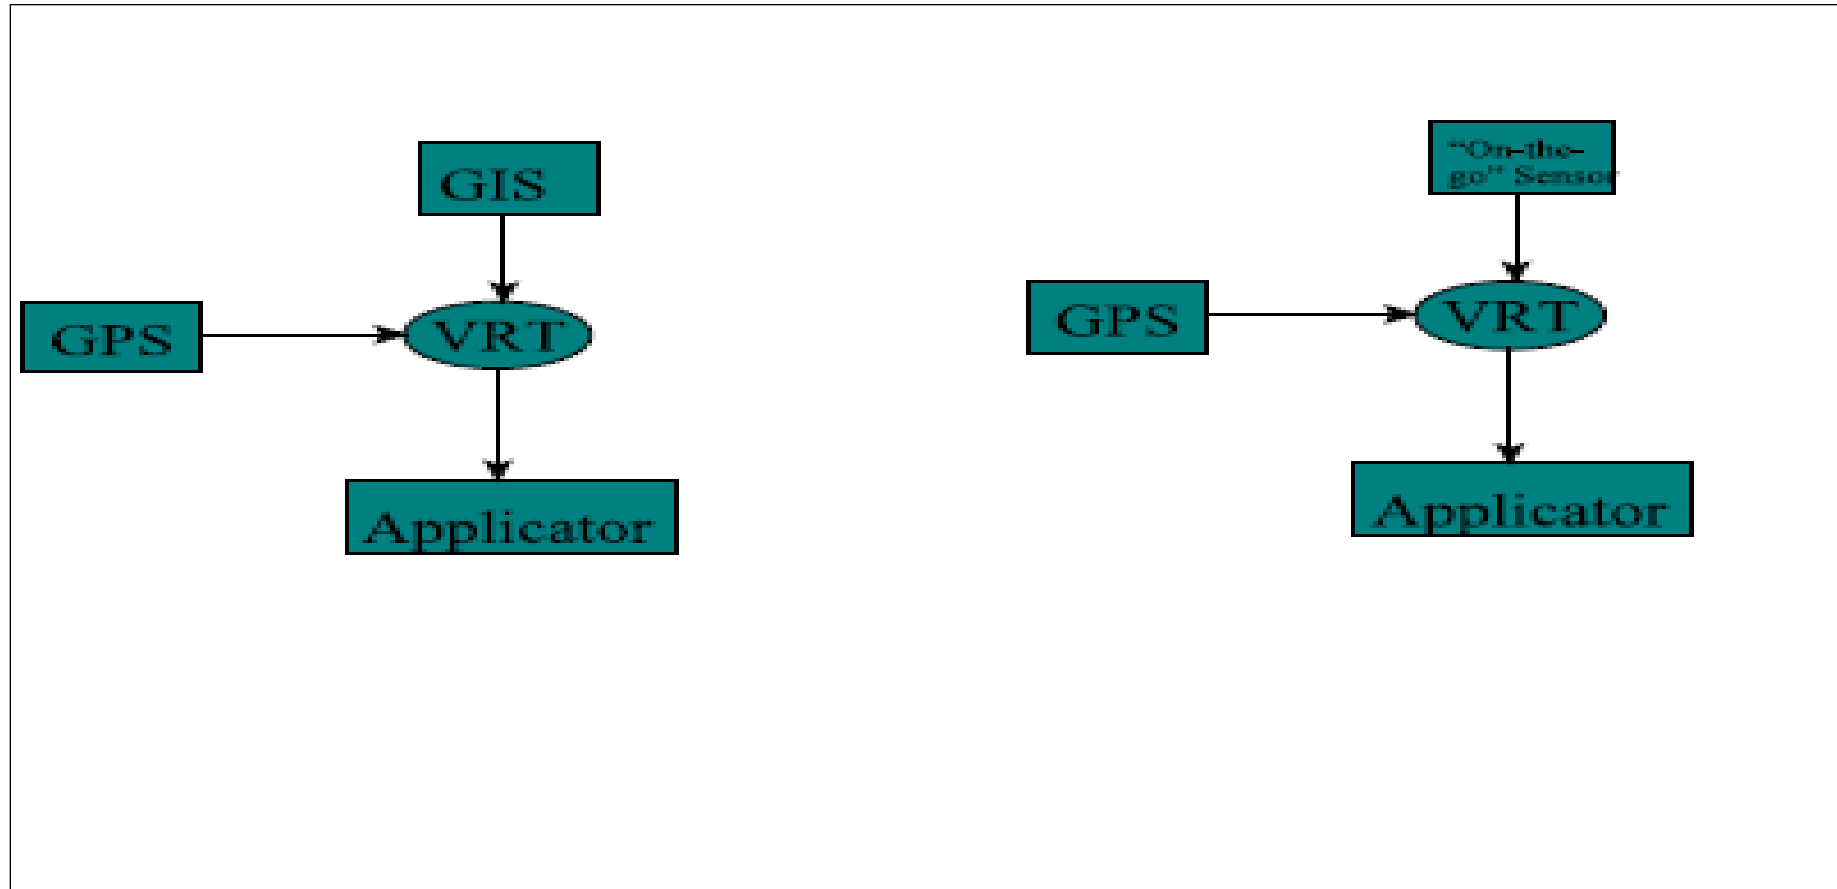 GIS
GPS
VRT
Applicator
“On-the-
go” Sensor
GPS
VRT
Applicator